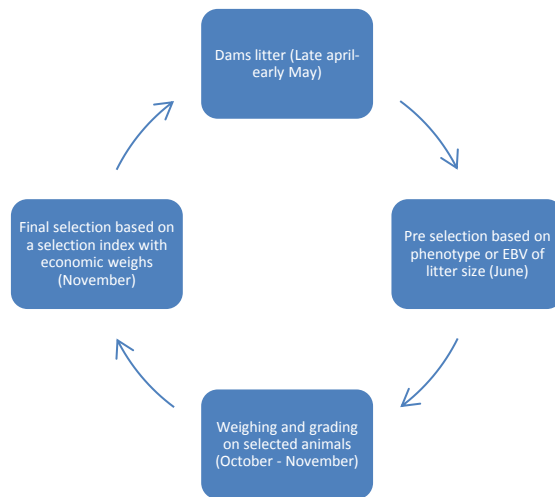 Dams litter (Late april-
early May)
Pre selection based on
phenotype or EBV of
litter size (June)
Weighing and grading
on selected animals
(October - November)
Final selection based on
a selection index with
economic weighs
(November)